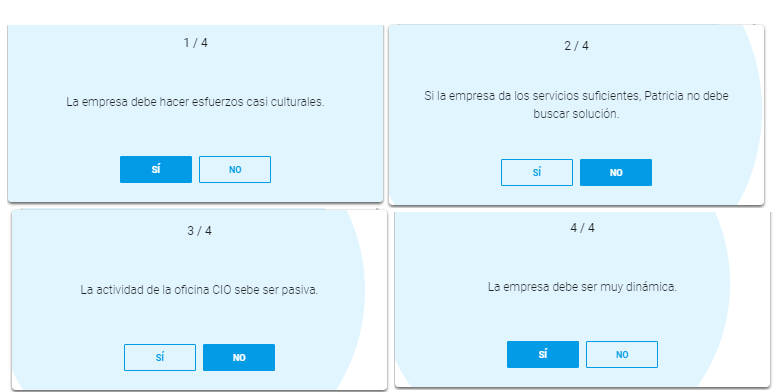 1 / 4
La empresa debe hacer esfuerzos casi culturales.
SÍ
NO
2 / 4
Si la empresa da los servicios suficientes, Patricia no debe
buscar solución.
SÍ
NO
3 / 4
La actividad de la oficina CIO sebe ser pasiva.
SÍ
NO
4 / 4
La empresa debe ser muy dinámica.
SÍ
NO